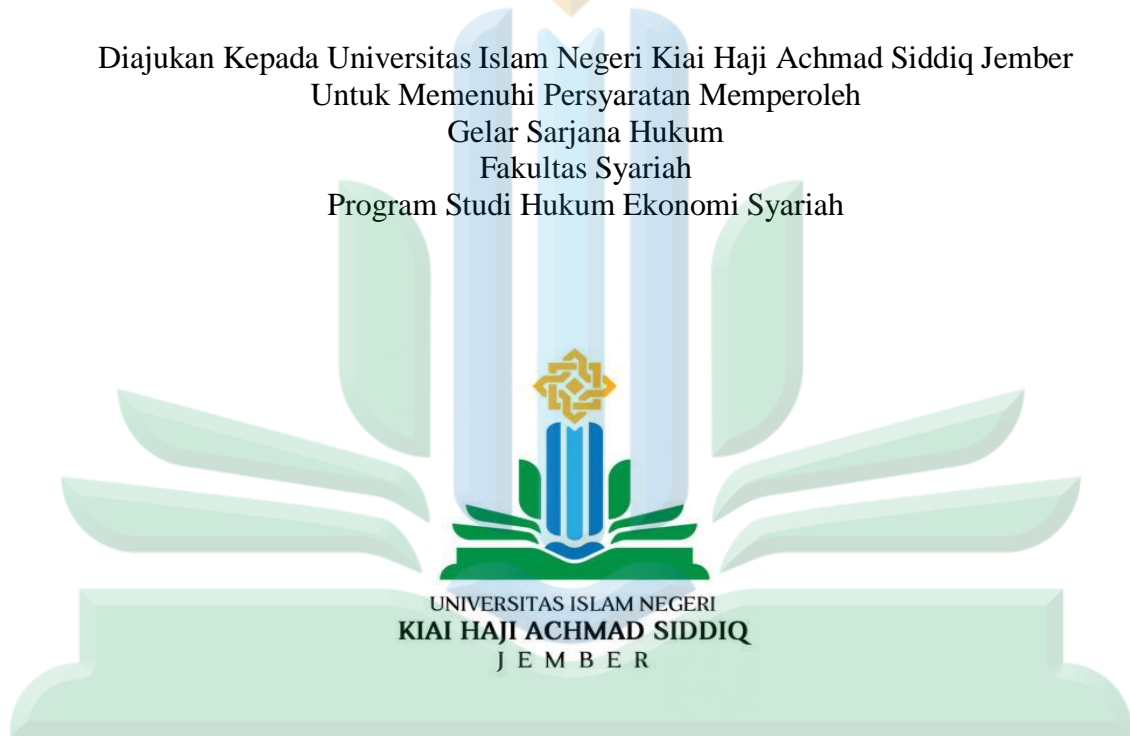 Diajukan Kepada Universitas Islam Negeri Kiai Haji Achmad Siddiq Jember
Untuk Memenuhi Persyaratan Memperoleh
Gelar Sarjana Hukum
Fakultas Syariah
Program Studi Hukum Ekonomi Syariah
UNIVERSITAS ISLAM NEGERI
KIAI HAJI ACHMAD SIDDIQ
JEMBER